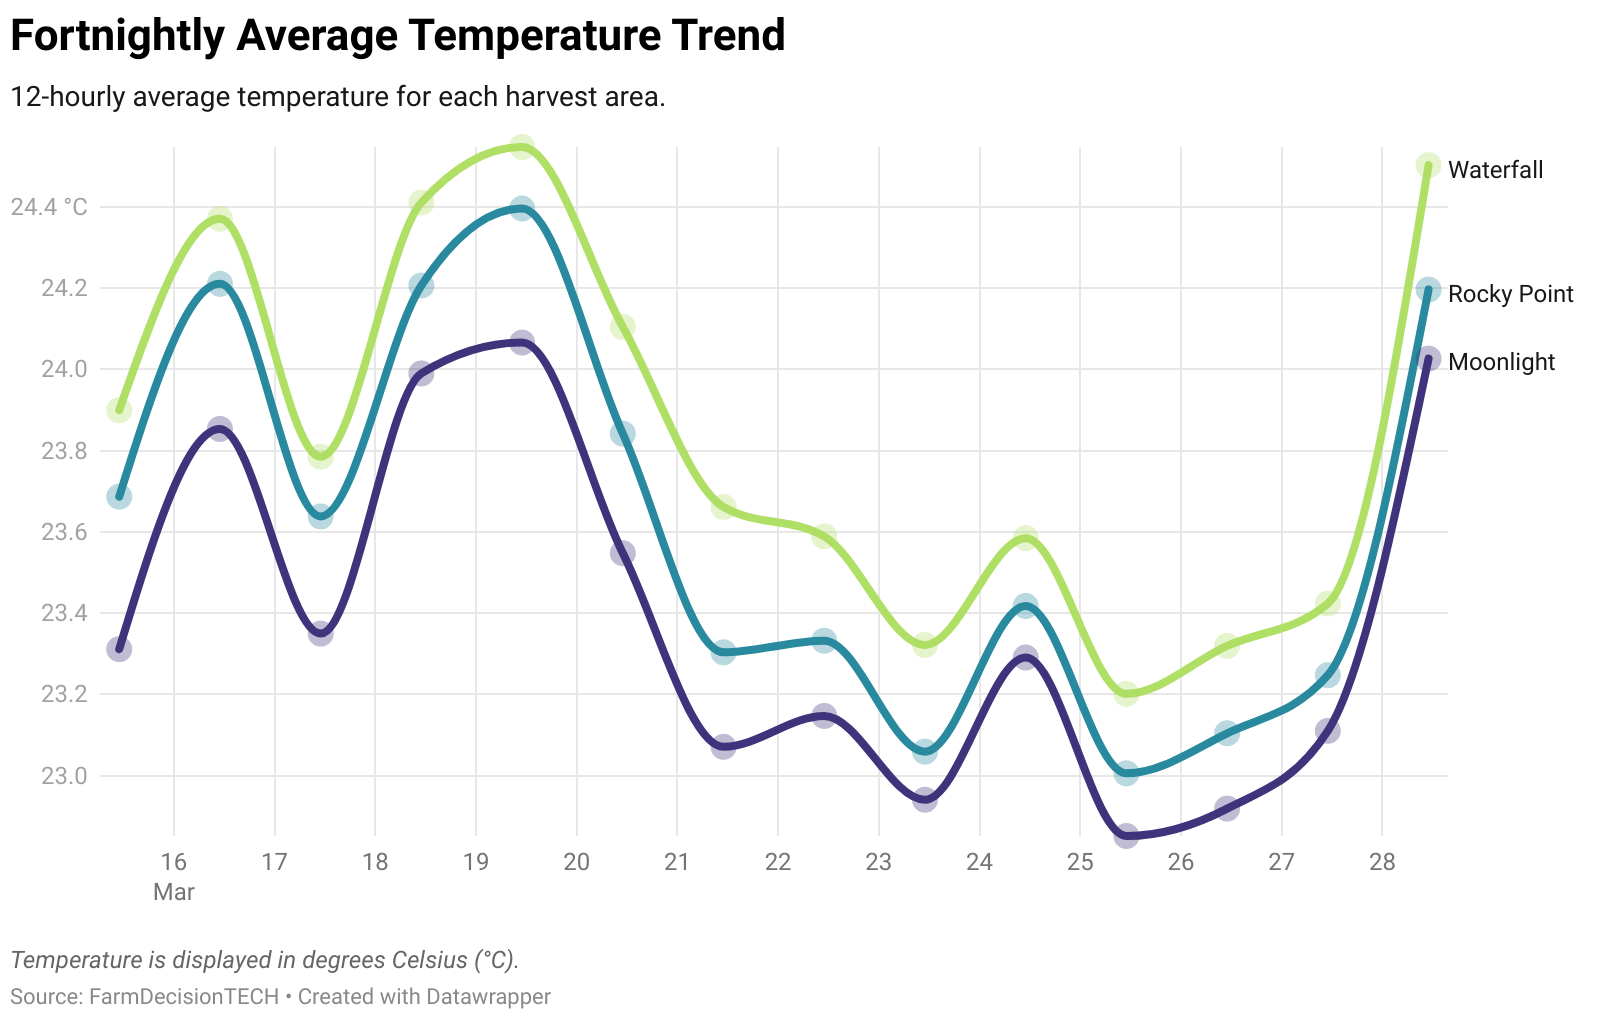 Fortnightly Average Temperature Trend
12-hourly average temperature for each harvest area.
Waterfall
24.4 °C
24.2
Rocky Point
24.0
Moonlight
23.8
23.6
23.4
23.2
23.0
16 17 18 19 20 21 22 23 24 25 26 27 28
Mar
Temperature is displayed in degrees Celsius (°C).
Source: FarmDecisionTECH • Created with Datawrapper